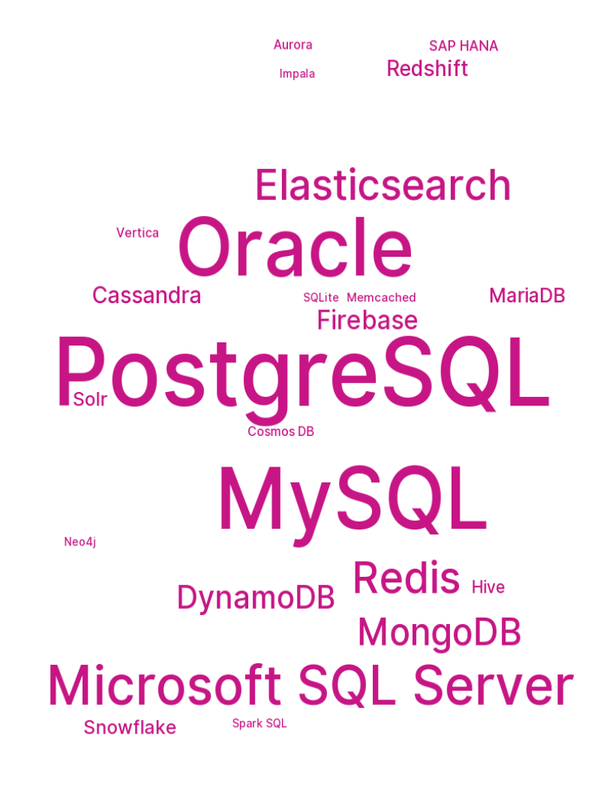 Aurora
SAP HANA
Redshift
Impala
Elasticsearch
Vertica
Oracle
Cassandra
SQLite
Memcached
MariaDB
Firebase
PostgreSQL
Solr
Cosmos DB
MySQL
Neo4j
Redis
Hive
DynamoDB
MongoDB
Microsoft SQL Server
Snowflake
Spark SQL